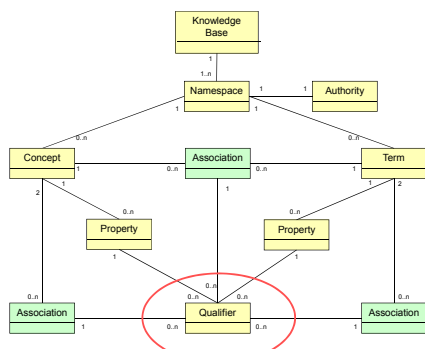 Knowledge
Base
1
1..n
Namespace
1
1
Authority
1
1
0..n
0..n
Concept
Association
Term
1
0..n
0..n
1
2
1
1
2
1
0..n
0..n
Property
Property
1
1
0..n
0..n
0..n
0..n
0..n
Association
Qualifier
Association
1
0..n
0..n
1